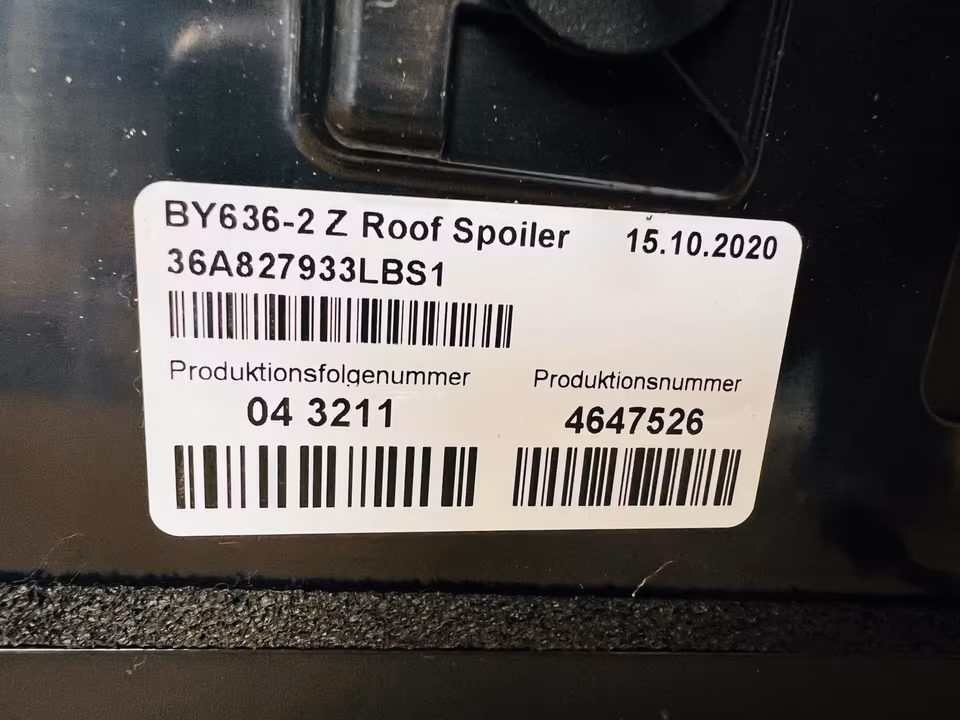 BY636-2 Z Roof Spoiler 15.10.2020
36A827933LBS1
Produktionsfolgenummer Produktionsnummer
04 3211 4647526